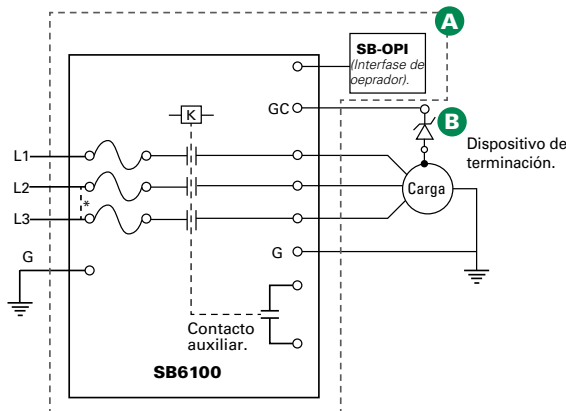 A
SB-OPI
(Interfase de
oeprador).
K
GC
B
Dispositivo de
terminación.
L1
L2
Carga
*
L3
G
G
Contacto
auxiliar.
SB6100